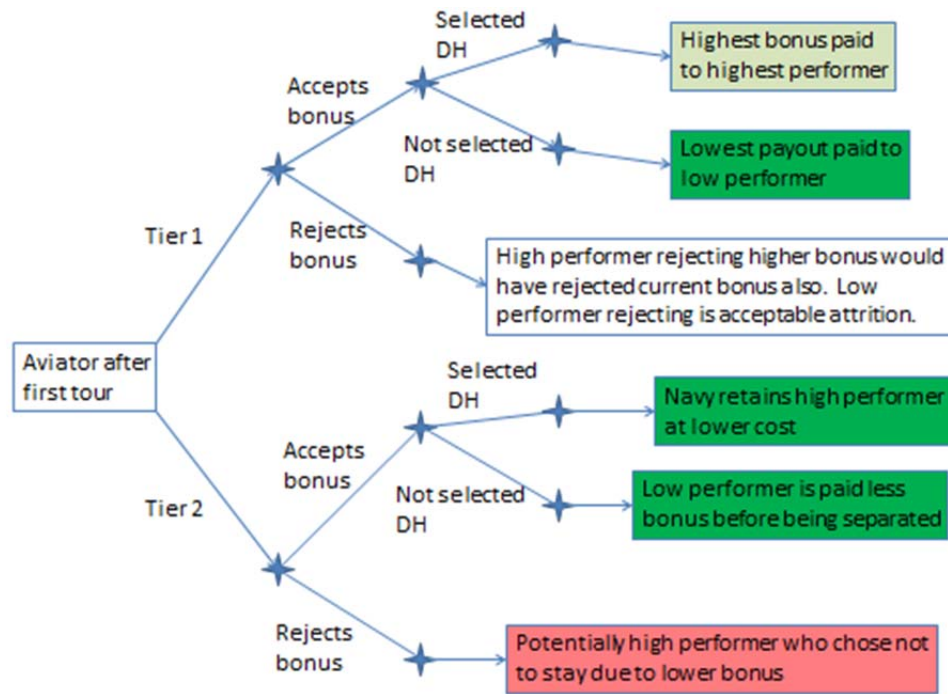 Selected
DH
Highest bonus paid
to highest performer
Accepts
bonus
Not selected
DH
Lowest payout paid to
low performer
Tier 1
Rejects
bonus
High performer rejecting higher bonus would
have rejected current bonus also. Low
performer rejecting is acceptable attrition.
Aviator after
first tour
Selected
DH
Navy retains high performer
at lower cost
Accepts
bonus
Not selected
DH
Low performer is paid less
bonus before being separated
Tier 2
Rejects
bonus
Potentially high performer who chose not
to stay due to lower bonus